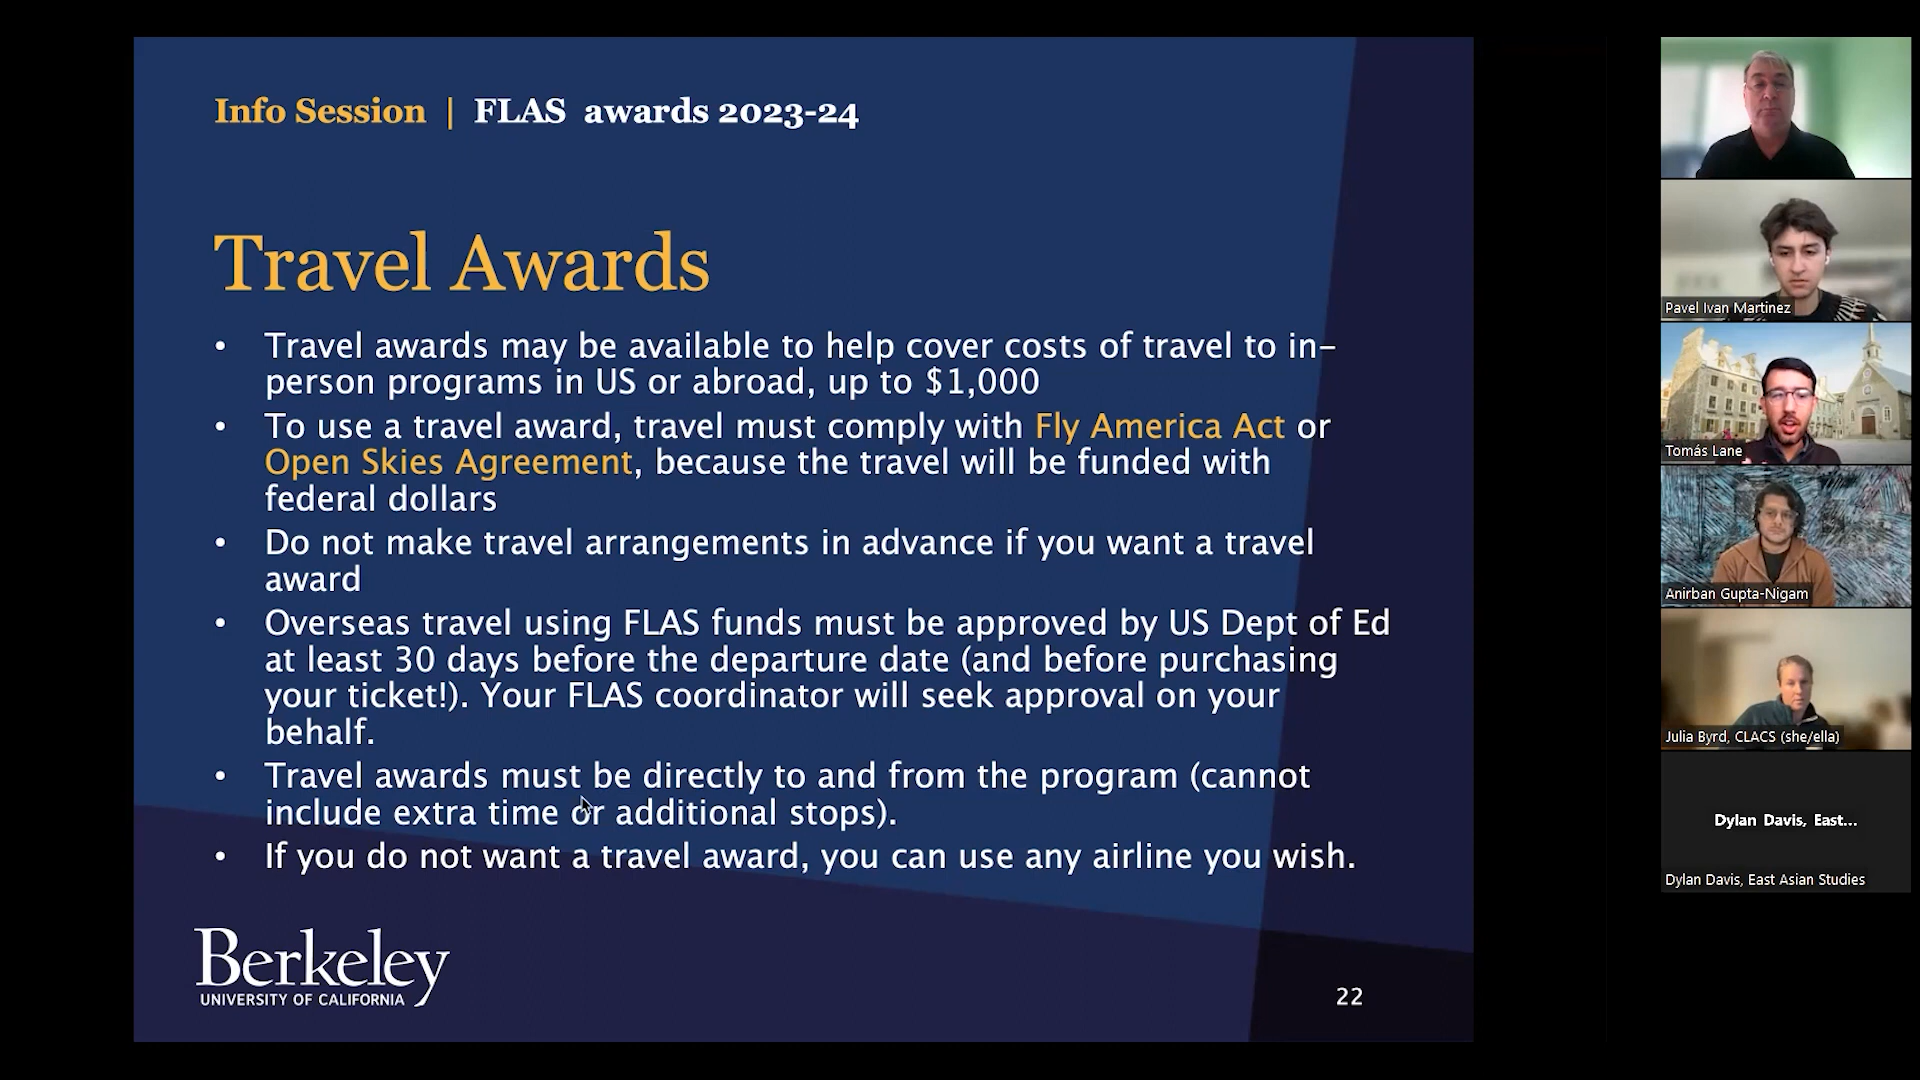 Info Session | FLAS awards 2023-24
Travel Awards
• Travel awards may be available to help cover costs of travel to in-
person programs in US or abroad, up to $1,000
• To use a travel award, travel must comply with Fly America Act or
Open Skies Agreement, because the travel will be funded with
federal dollars
• Do not make travel arrangements in advance if you want a travel
award
• Overseas travel using FLAS funds must be approved by US Dept of Ed
at least 30 days before the departure date (and before purchasing
your ticket!). Your FLAS coordinator will seek approval on your
behalf.
• Travel awards must be directly to and from the program (cannot
include extra time or additional stops).
• If you do not want a travel award, you can use any airline you wish.
Berkeley
UNIVERSITY OF CALIFORNIA
22
Pavel Ivan Martinez
Tomás Lane
Anirban Gupta-Nigam
Julia Byrd, CLACS (she/ella)
Dylan Davis, East...
Dylan Davis, East Asian Studies